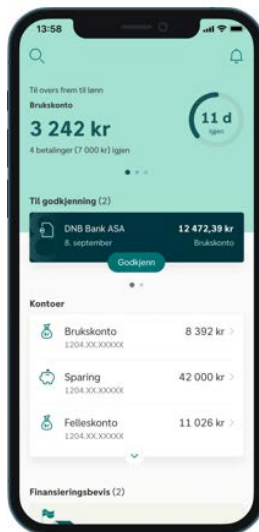 13:58
Til overs frem til lønn
Brukskonto
3 242 kr
4 betalinger (7 000 kr) igjen
11 d
igjen
Til godkjenning (2)
DNB Bank ASA 12 472,39 kr
8. september Brukskonto
Godkjenn
Kontoer
Brukskonto 8 392 kr
1204.XX.XXXXX
Sparing 42 000 kr
1204.XX.XXXXX
Felleskonto 11 026 kr
1204.XX.XXXXX
Finansieringsbevis (2)